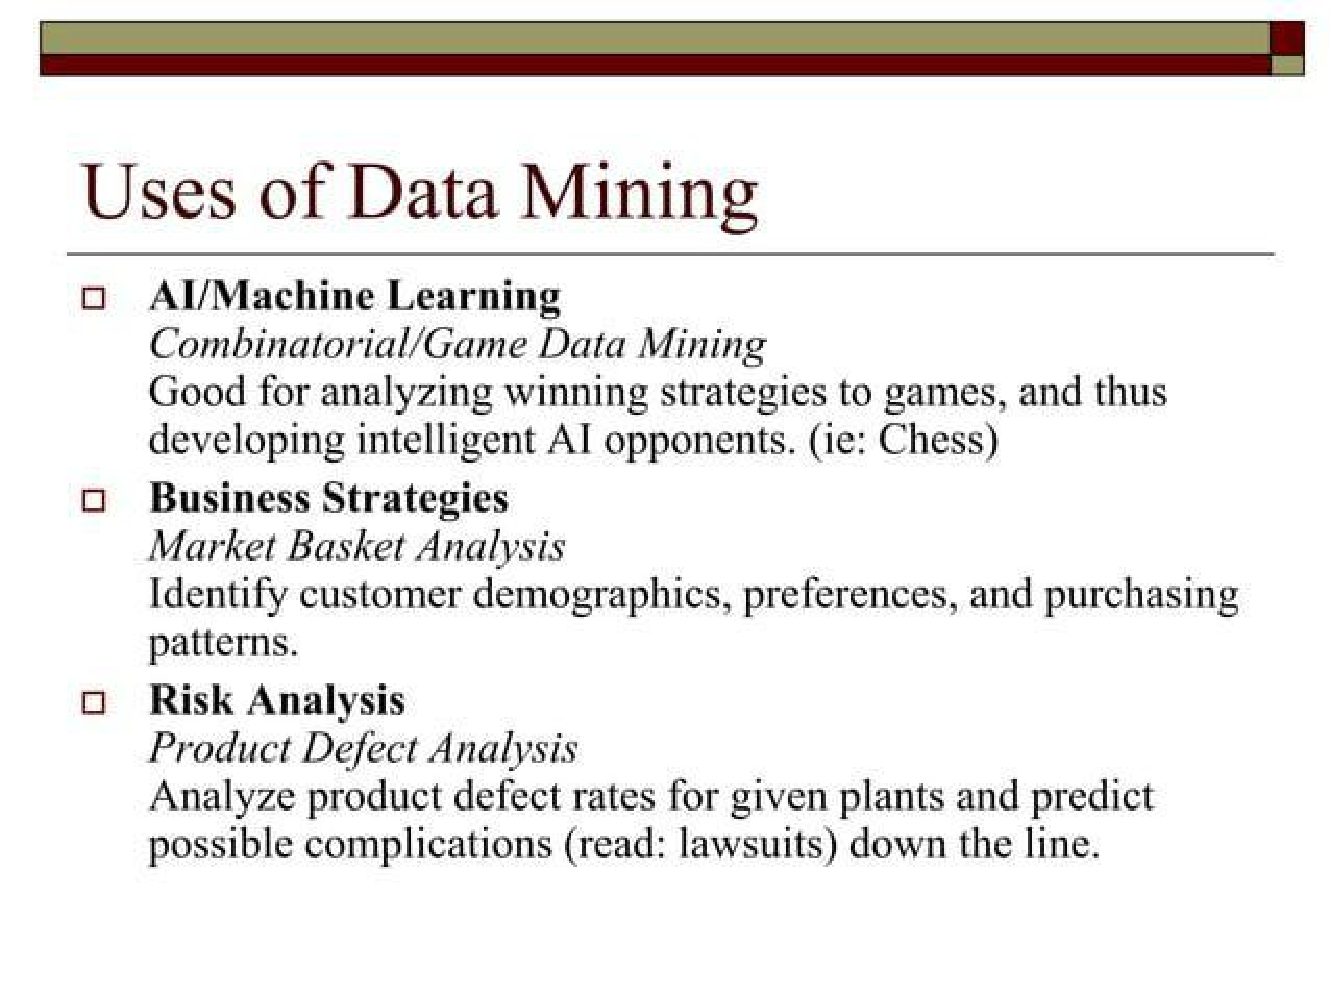 Uses of Data Mining
AI/Machine Learning
Combinatorial/Game Data Mining
Good for analyzing winning strategies to games, and thus
developing intelligent AI opponents. (ie: Chess)
Business Strategies
Market Basket Analysis
Identify customer demographics, preferences, and purchasing
patterns.
Risk Analysis
Product Defect Analysis
Analyze product defect rates for given plants and predict
possible complications (read: lawsuits) down the line.